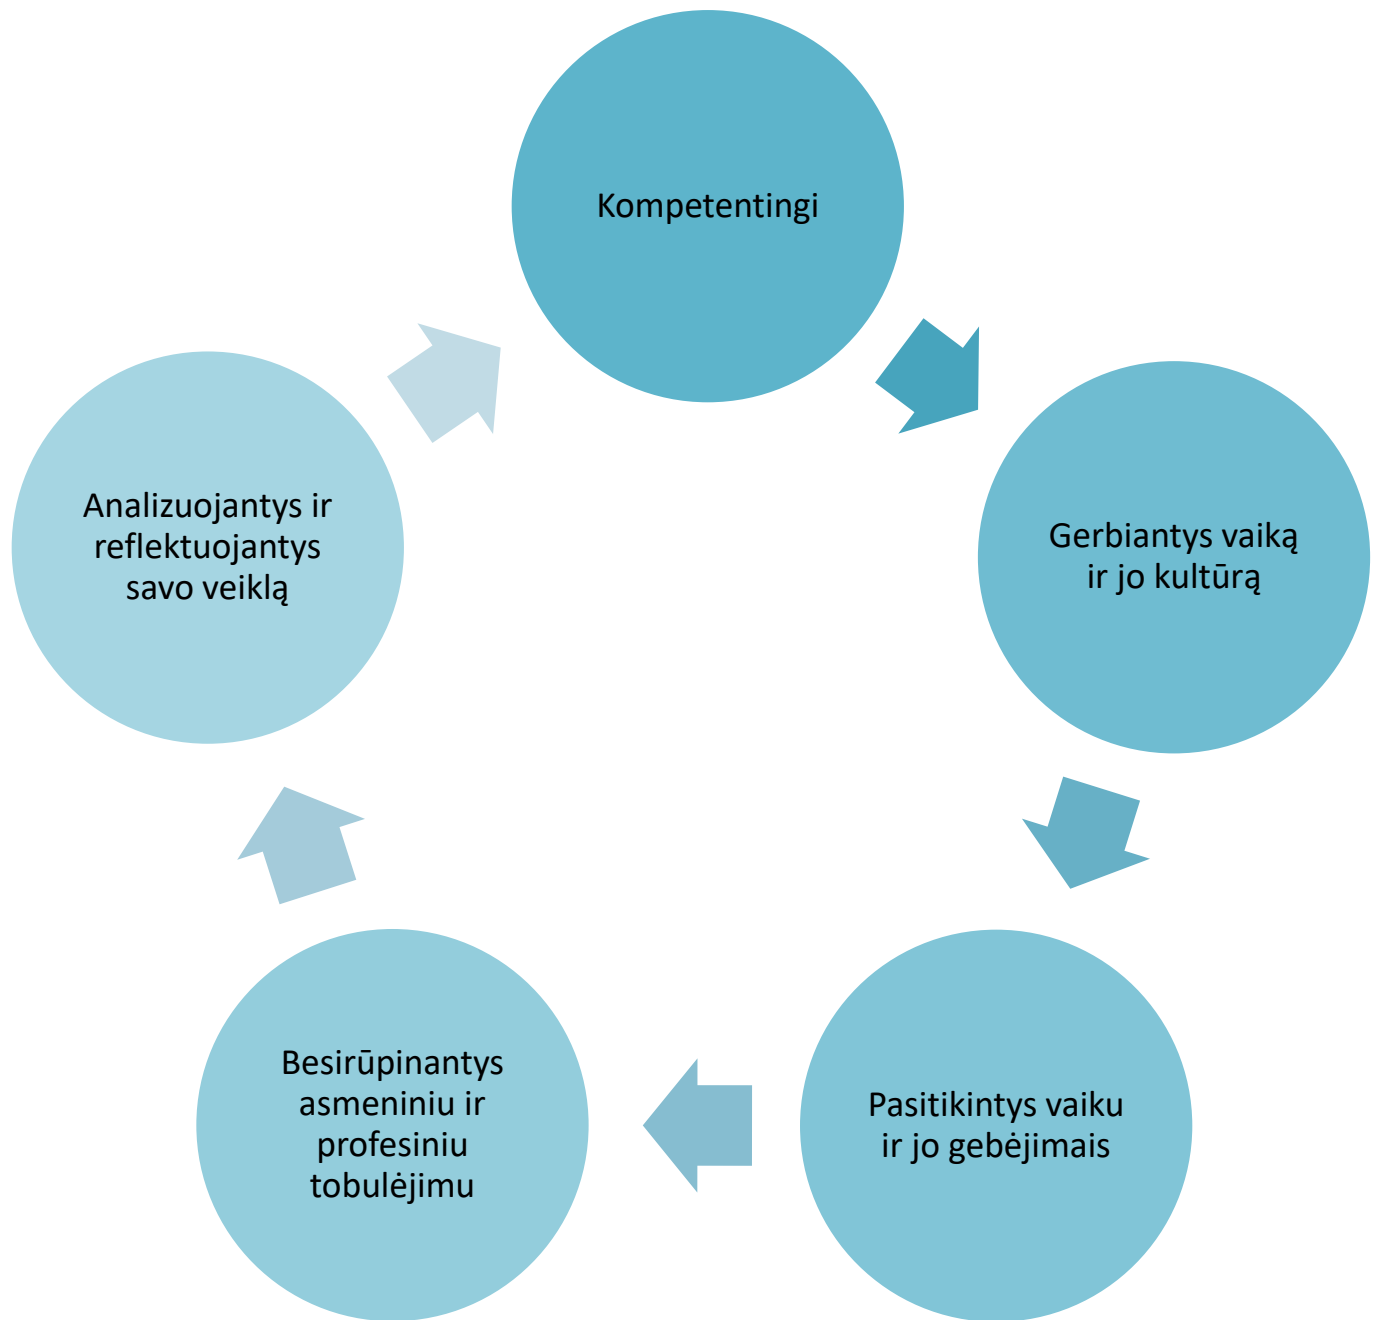 Kompetentingi
Gerbiantys vaiką
ir jo kultūrą
Pasitikintys vaiku
ir jo gebėjimais
Besirūpinantys
asmeniniu ir
profesiniu
tobulėjimu
Analizuojantys ir
reflektuojantys
savo veiklą